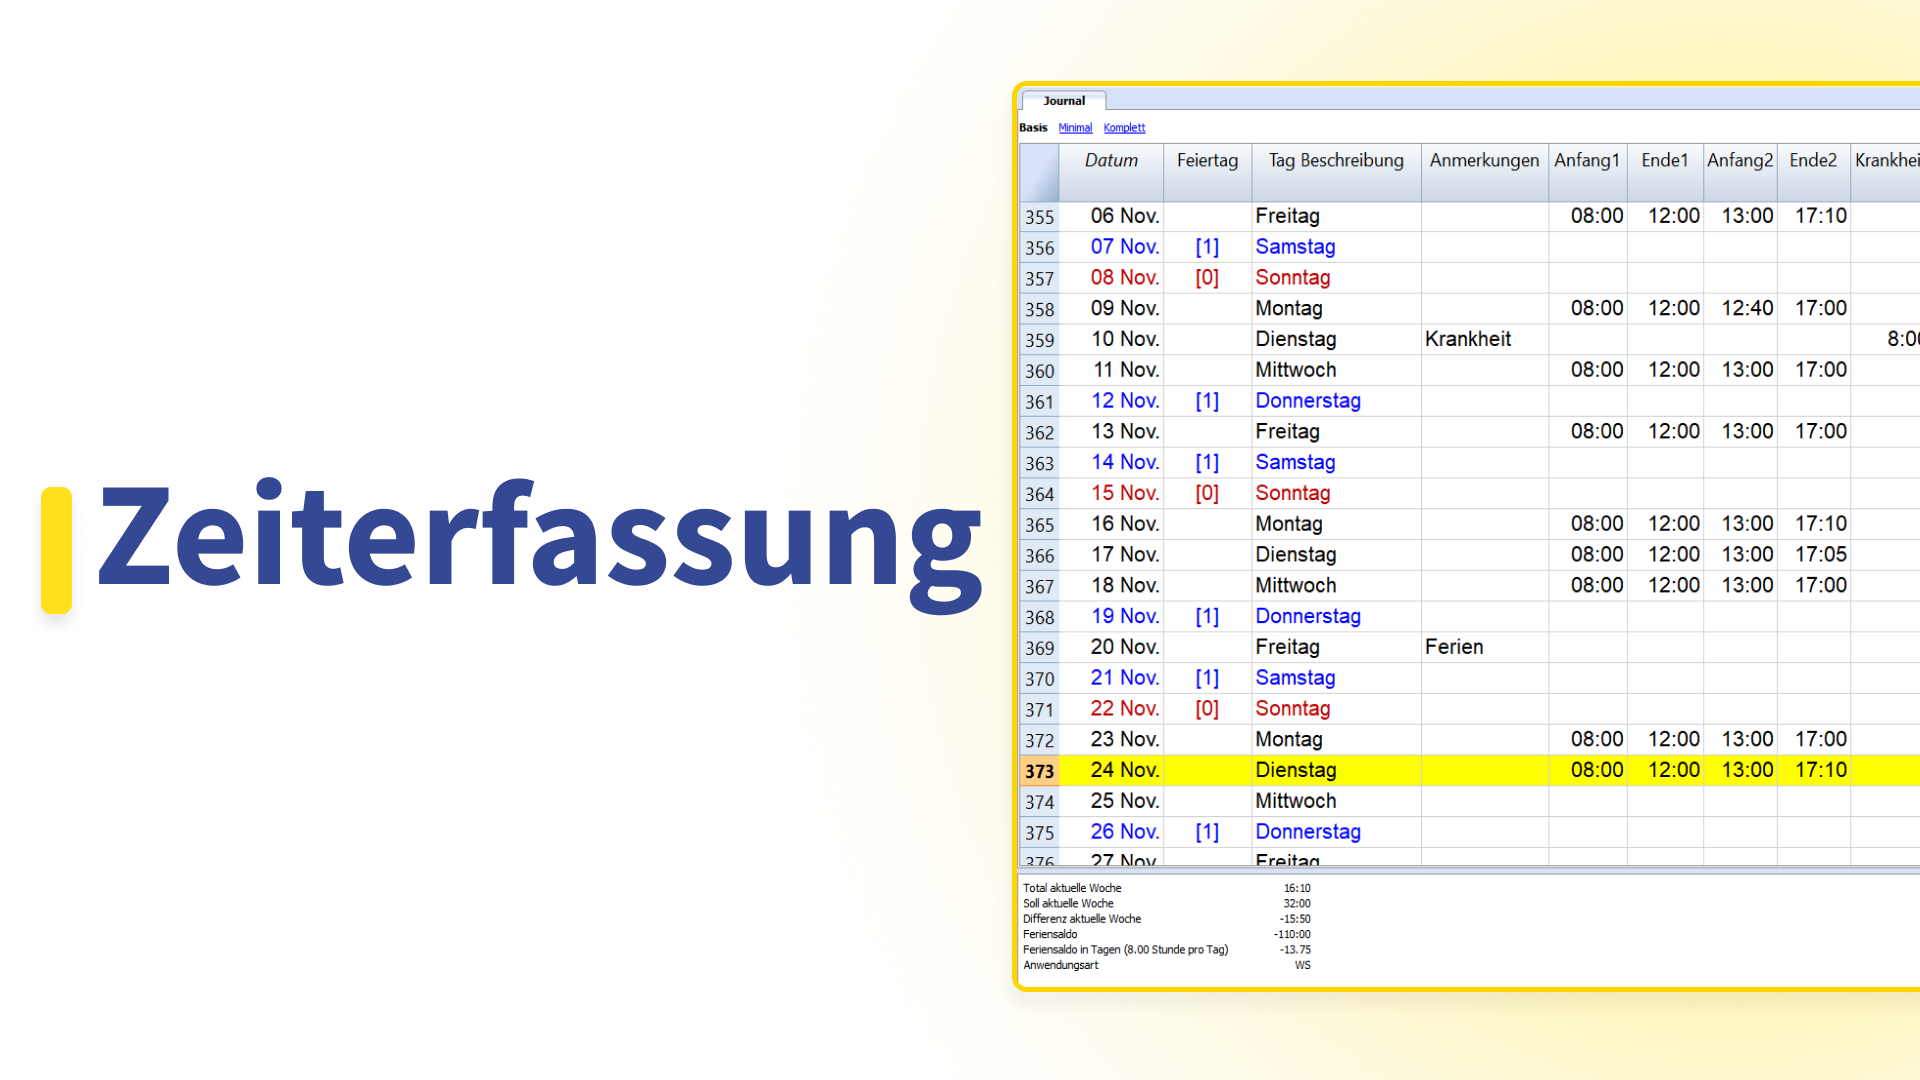 Zeiterfassung
Journal
Basis Minimal Komplett
Datum Feiertag Tag Beschreibung Anmerkungen Anfang1 Ende1 Anfang2 Ende2 Krankhei
355 06 Nov. Freitag 08:00 12:00 13:00 17:10
356 07 Nov. [1] Samstag
357 08 Nov. [0] Sonntag
358 09 Nov. Montag 08:00 12:00 12:40 17:00
359 10 Nov. Dienstag Krankheit 8:00
360 11 Nov. Mittwoch 08:00 12:00 13:00 17:00
361 12 Nov. [1] Donnerstag
362 13 Nov. Freitag 08:00 12:00 13:00 17:00
363 14 Nov. [1] Samstag
364 15 Nov. [0] Sonntag
365 16 Nov. Montag 08:00 12:00 13:00 17:10
366 17 Nov. Dienstag 08:00 12:00 13:00 17:05
367 18 Nov. Mittwoch 08:00 12:00 13:00 17:00
368 19 Nov. [1] Donnerstag
369 20 Nov. Freitag Ferien
370 21 Nov. [1] Samstag
371 22 Nov. [0] Sonntag
372 23 Nov. Montag 08:00 12:00 13:00 17:00
373 24 Nov. Dienstag 08:00 12:00 13:00 17:10
374 25 Nov. Mittwoch
375 26 Nov. [1] Donnerstag
376 27 Nov. Freitag
Total aktuelle Woche 16:10
Soll aktuelle Woche 32:00
Differenz aktuelle Woche -15:50
Feriensaldo -110:00
Feriensaldo in Tagen (8.00 Stunde pro Tag) -13.75
Anwendungsart WS